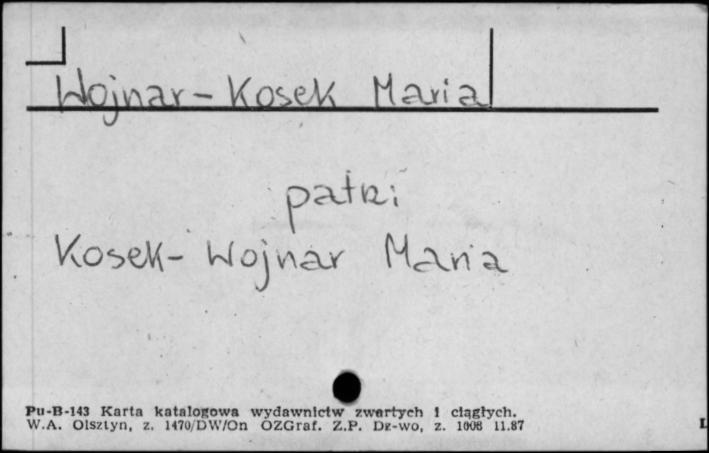 Wojnar-Kosek Maria
patrz:
Kosek-Wojnar Maria
Pu-B-143 Karta katalogowa wydawnictw zwartych i ciągłych.
W.A. Olsztyn, z. 1470/DW/On OZGraf. Z.P. Dz-wo, z. 1008 11.87